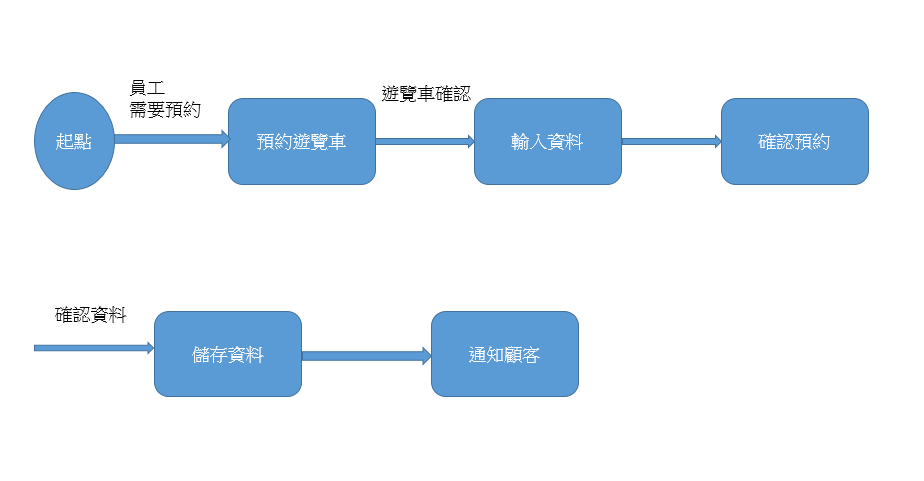 員工
需要預約
遊覽車確認
起點
預約遊覽車
輸入資料
確認預約
確認資料
儲存資料
通知顧客